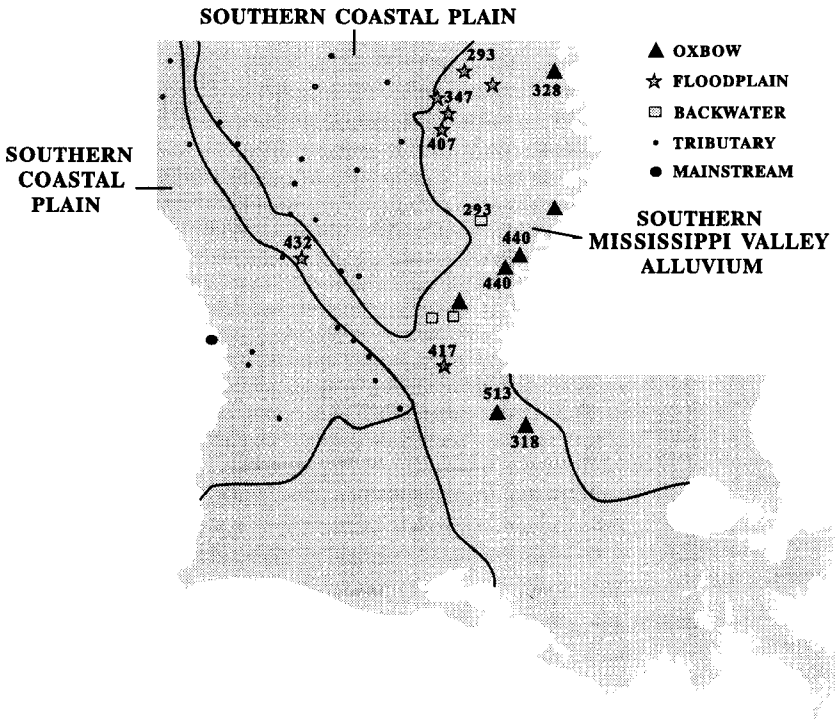 SOUTHERN COASTAL PLAIN
293
OXBOW
328
FLOODPLAIN
347
BACKWATER
407
TRIBUTARY
SOUTHERN
COASTAL
PLAIN
MAINSTREAM
293
SOUTHERN
MISSISSIPPI VALLEY
ALLUVIUM
432
440
440
417
513
318